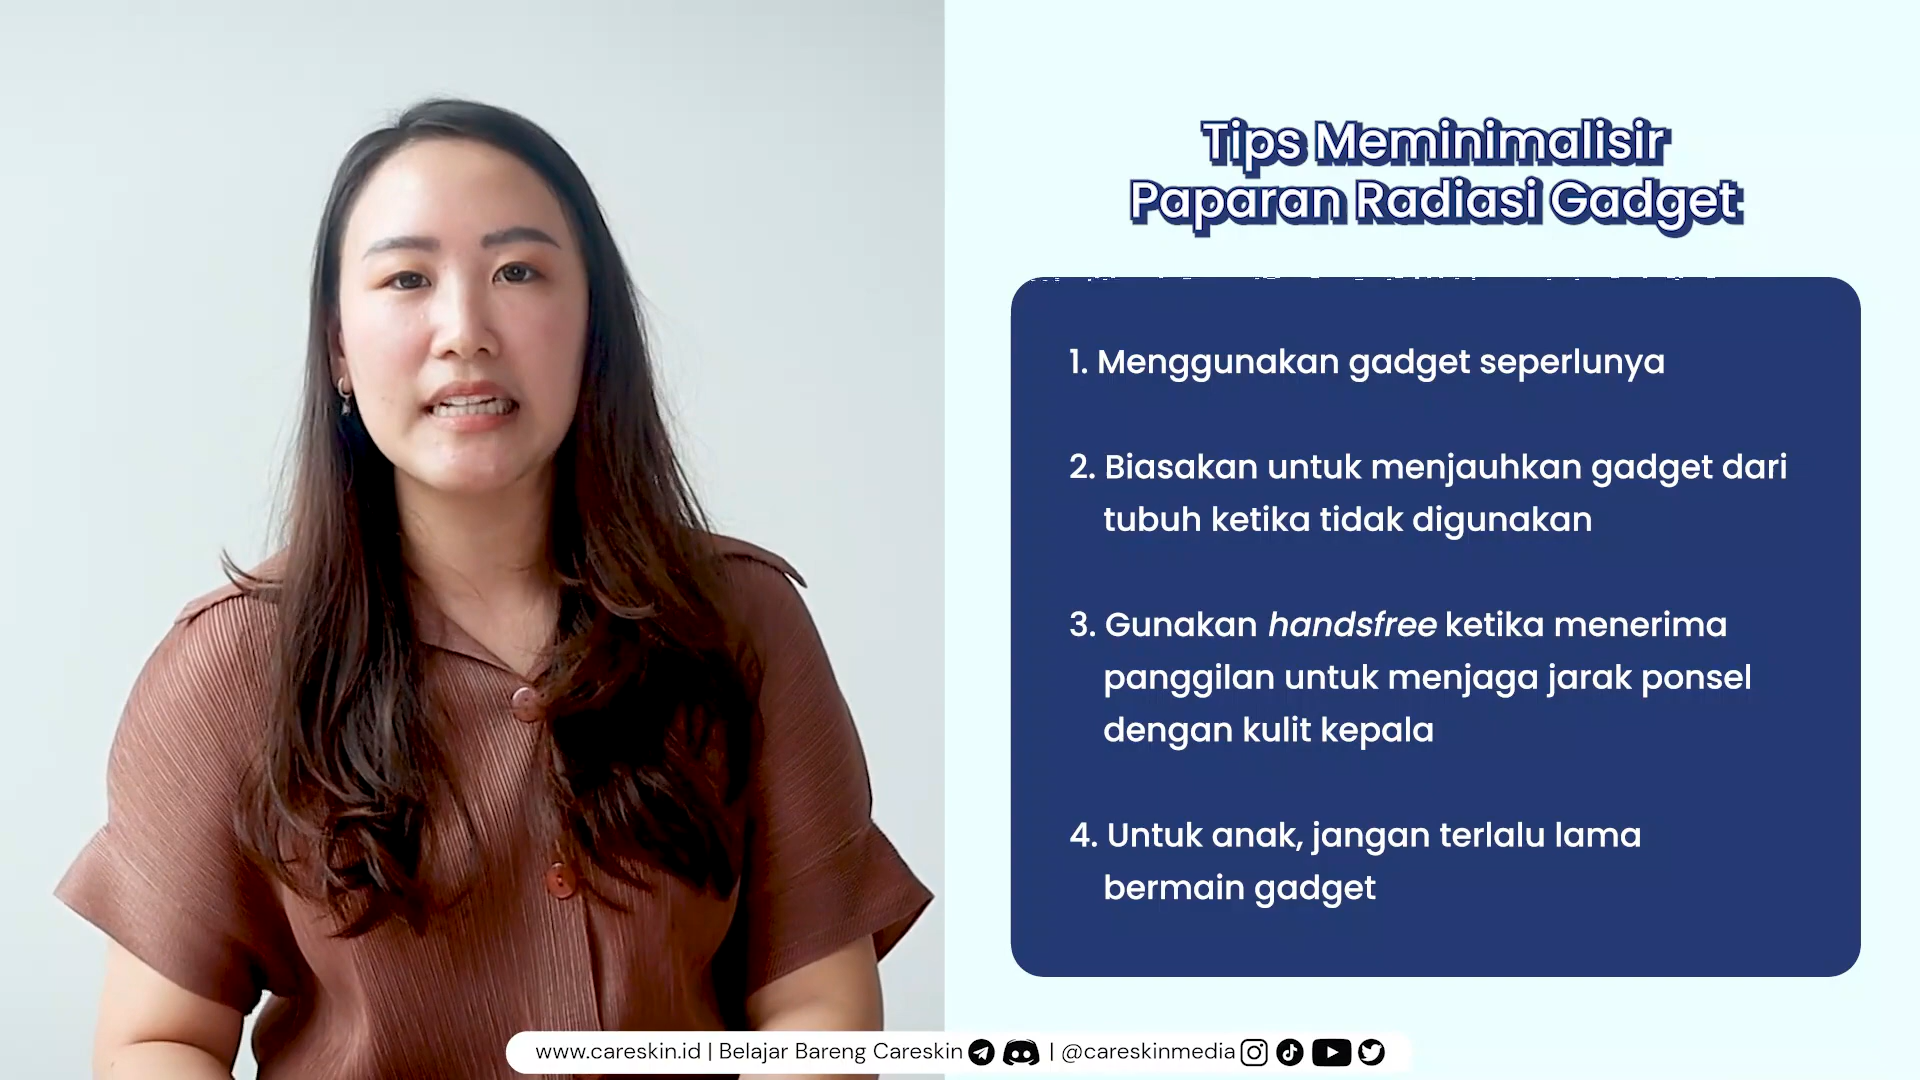 Tips Meminimalisir
Paparan Radiasi Gadget
1. Menggunakan gadget seperlunya
2. Biasakan untuk menjauhkan gadget dari
tubuh ketika tidak digunakan
3. Gunakan handsfree ketika menerima
panggilan untuk menjaga jarak ponsel
dengan kulit kepala
4. Untuk anak, jangan terlalu lama
bermain gadget
www.careskin.id | Belajar Bareng Careskin | @careskinmedia